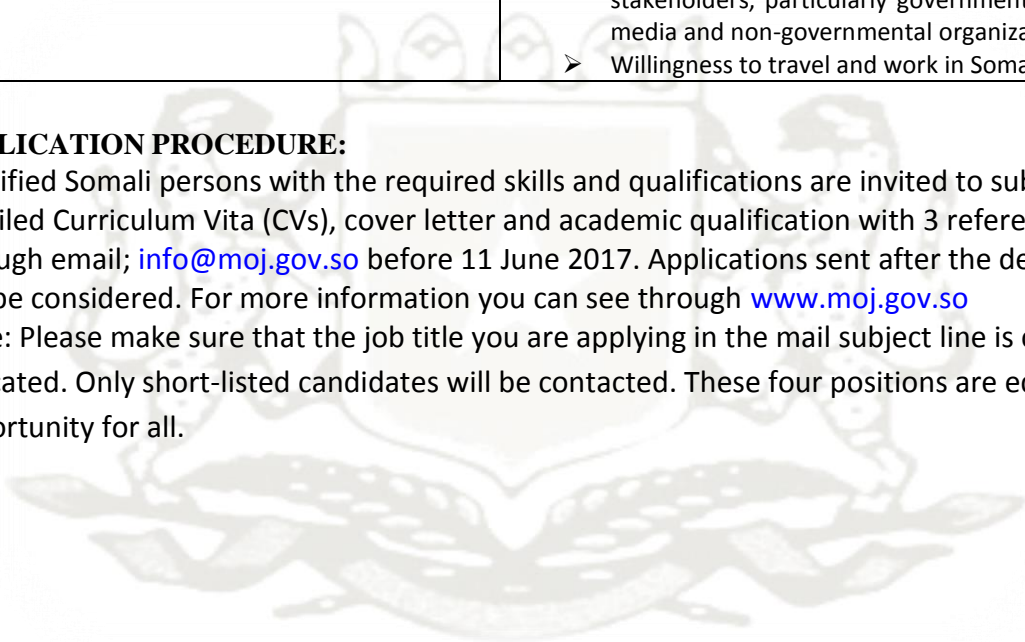 stakeholders, particularly government
media and non-governmental organiza
➢ Willingness to travel and work in Soma
LICATION PROCEDURE:
ified Somali persons with the required skills and qualifications are invited to sub
iled Curriculum Vita (CVs), cover letter and academic qualification with 3 refere
ugh email; info@moj.gov.so before 11 June 2017. Applications sent after the de
be considered. For more information you can see through www.moj.gov.so
e: Please make sure that the job title you are applying in the mail subject line is c
cated. Only short-listed candidates will be contacted. These four positions are eq
ortunity for all.